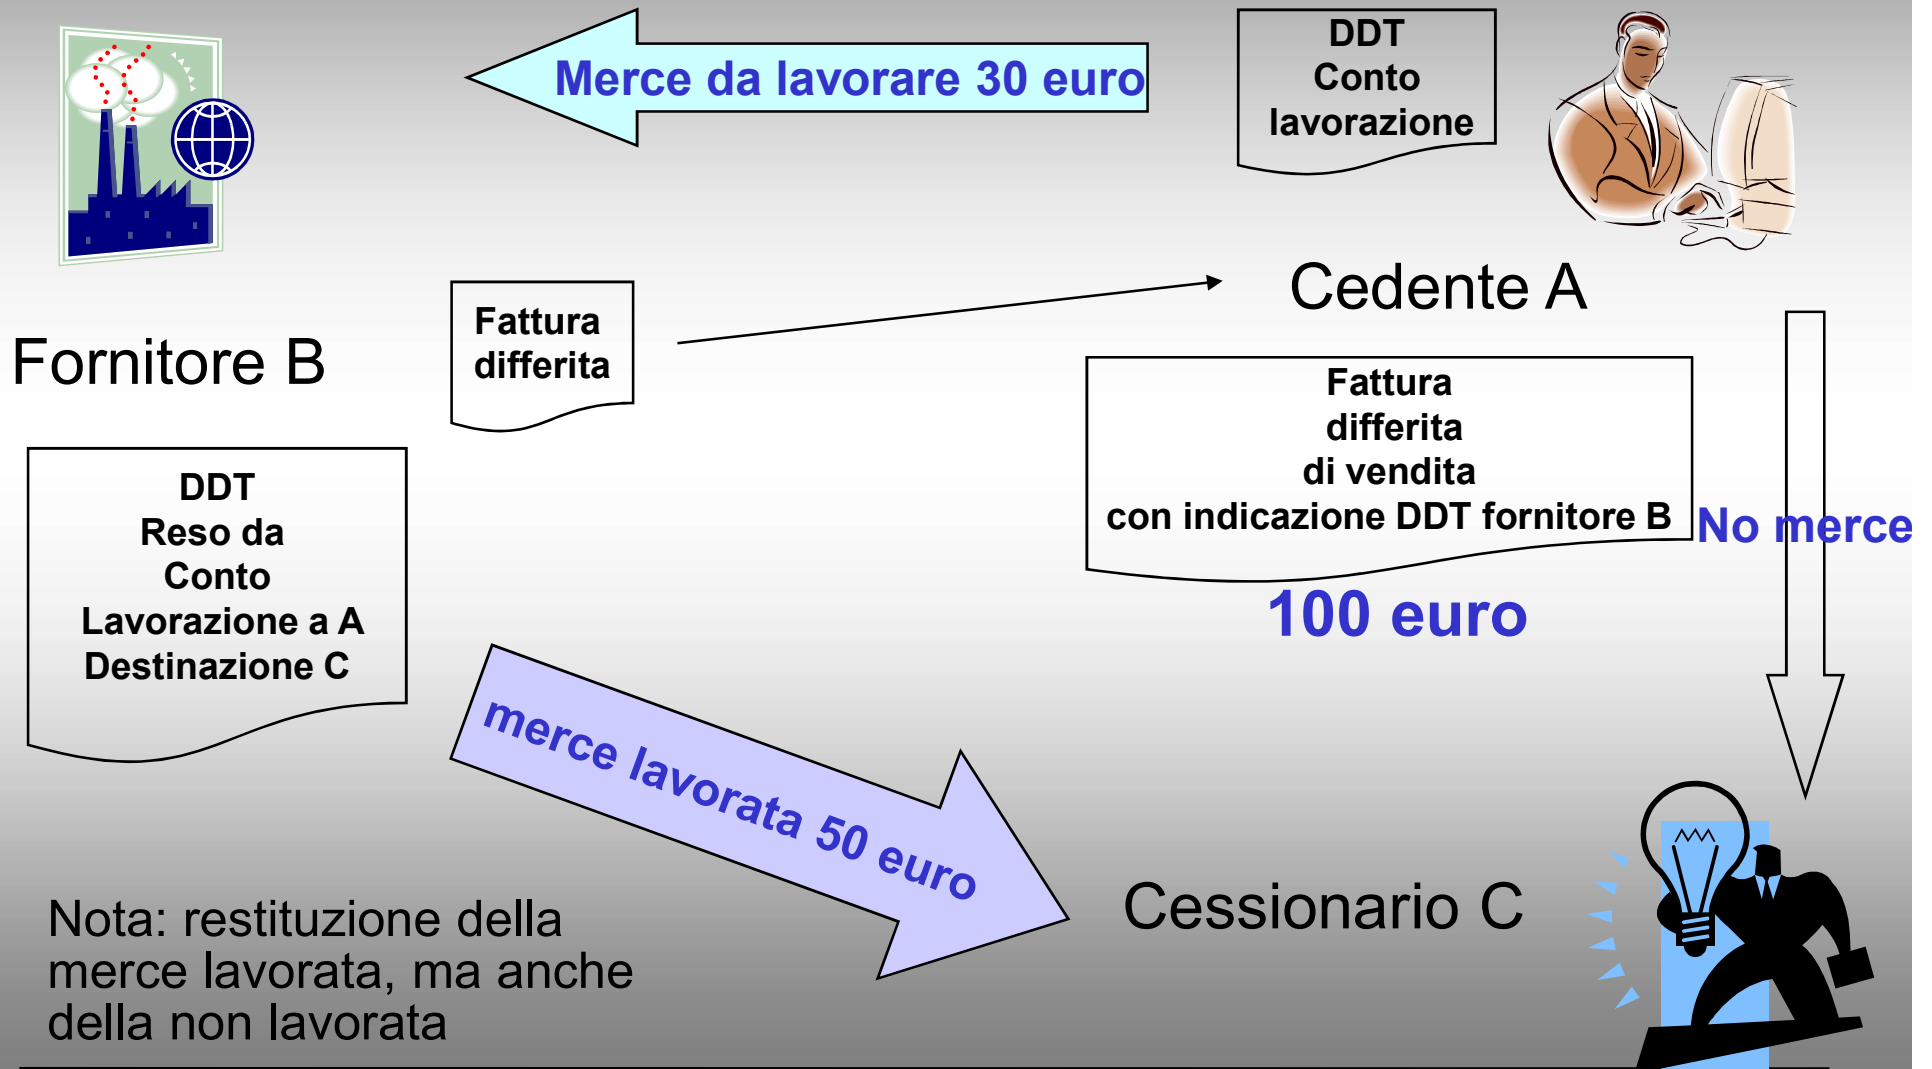 Merce da lavorare 30 euro
DDT
Conto
lavorazione
Cedente A
Fornitore B
Fattura
differita
Fattura
differita
di vendita
con indicazione DDT fornitore B
No merce
100 euro
DDT
Reso da
Conto
Lavorazione a A
Destinazione C
merce lavorata 50 euro
Cessionario C
Nota: restituzione della
merce lavorata, ma anche
della non lavorata